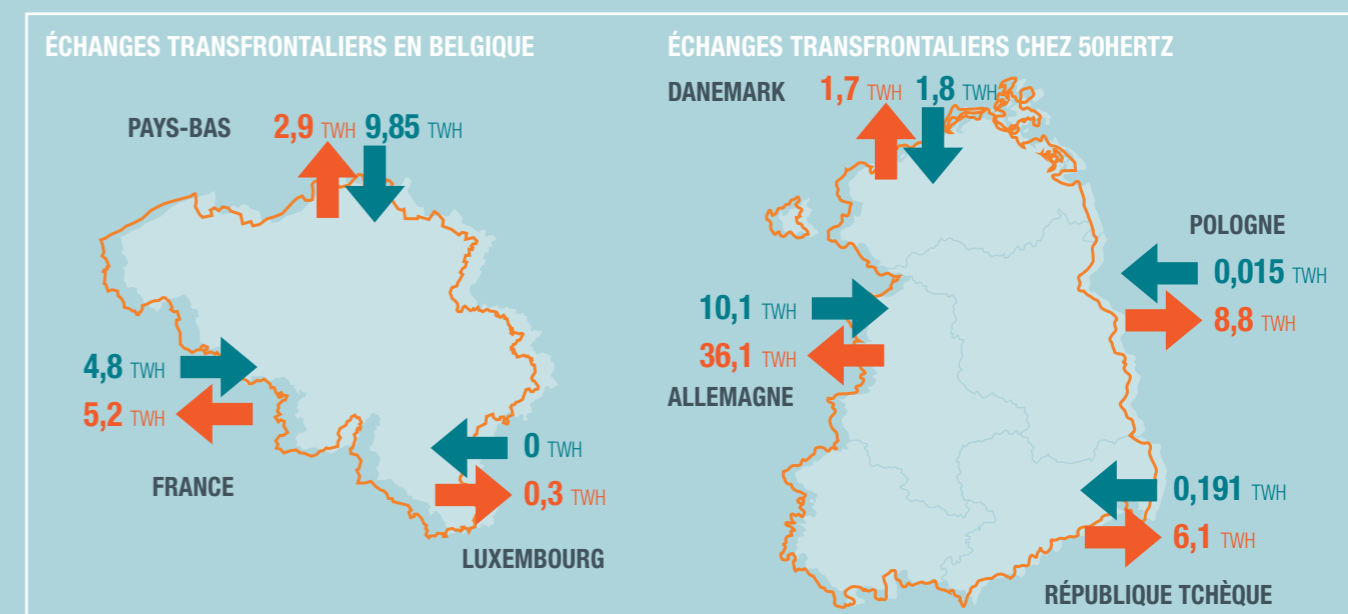 ÉCHANGES TRANSFRONTALIERS EN BELGIQUE
PAYS-BAS
2,9 TWH
9,85 TWH
4,8 TWH
5,2 TWH
FRANCE
0 TWH
0,3 TWH
LUXEMBOURG
ÉCHANGES TRANSFRONTALIERS CHEZ 50HERTZ
DANEMARK
1,7 TWH
1,8 TWH
POLOGNE
0,015 TWH
8,8 TWH
10,1 TWH
36,1 TWH
ALLEMAGNE
0,191 TWH
6,1 TWH
RÉPUBLIQUE TCHÈQUE